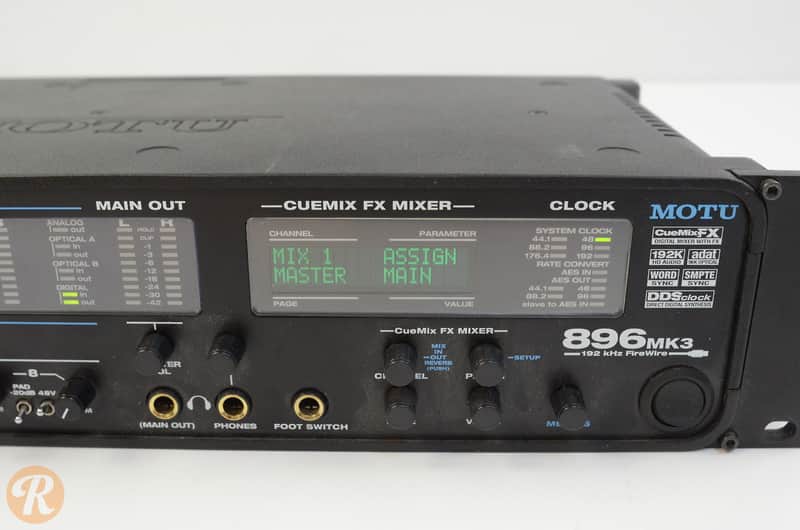 MAIN OUT
ANALOG
out
OPTICAL A
in
out
OPTICAL B
in
out
DIGITAL
in
out
L R
HOLD
CLIP
-1
-3
-6
-12
-18
-24
-30
-42
CUEMIX FX MIXER
CHANNEL PARAMETER
MIX 1 ASSIGN
MASTER MAIN
PAGE VALUE
CLOCK
SYSTEM CLOCK
44.1 48
88.2 96
176.4 192
RATE CONVERT
AES IN
AES OUT
44.1 48
88.2 96
slave to AES IN
MOTU
CueMixFX
DIGITAL MIXER WITH FX
192K
HD AUDIO
adat
WORD SYNC
SMPTE SYNC
DDSclock
DIRECT DIGITAL SYNTHESIS
896MK3
192 kHz FireWire
CueMix FX MIXER
MIX
IN
OUT
REVERB
(PUSH)
SETUP
8
PAD
-20dB 48V
(MAIN OUT)
PHONES
FOOT SWITCH
R